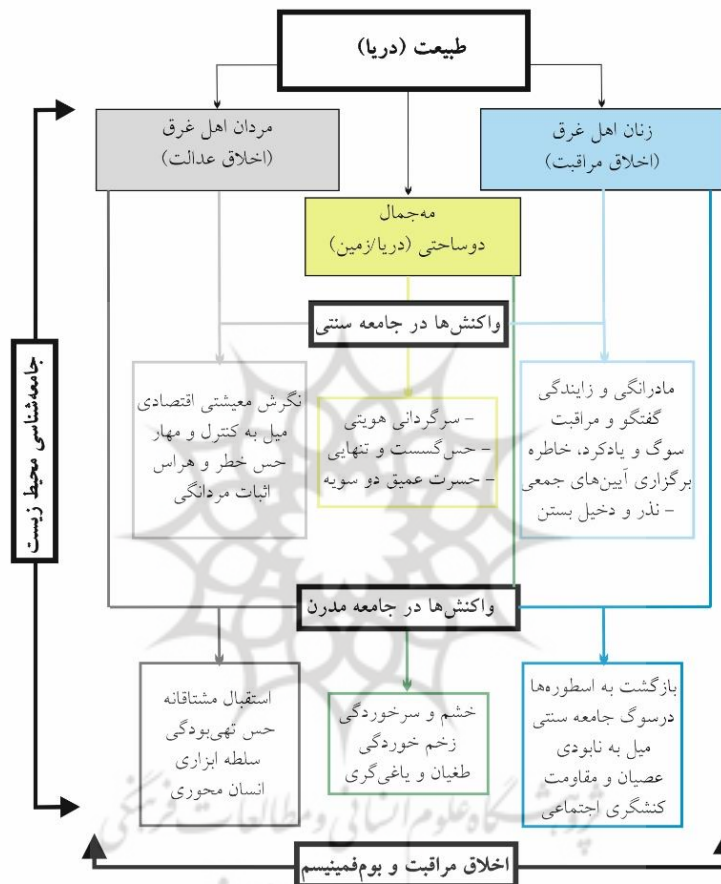 طبیعت (دریا)
زنان اهل غرق
(اخلاق مراقبت)
مردان اهل غرق
(اخلاق عدالت)
مه‌جمال
دوساحتی (دریا/زمین)
واکنش‌ها در جامعه سنتی
مادرانگی و زایندگی
گفتگو و مراقبت
سوگ و یادکرد، خاطره
برگزاری آیین‌های جمعی
- نذر و دخیل بستن
- سرگردانی هویتی
- حس‌گسست و تنهایی
- حسرت عمیق دو سویه
نگرش معیشتی اقتصادی
میل به کنترل و مهار
حس خطر و هراس
اثبات مردانگی
جامعه‌شناسی محیط زیست
واکنش‌ها در جامعه مدرن
بازگشت به اسطوره‌ها
درسوگ جامعه سنتی
میل به نابودی
عصیان و مقاومت
کنشگری اجتماعی
خشم و سرخوردگی
زخم خوردگی
طغیان و یاغی‌گری
استقبال مشتاقانه
حس تهی‌بودگی
سلطه ابزاری
انسان محوری
پژوهشگاه علوم انسانی و مطالعات فرهنگی
اخلاق مراقبت و بوم‌فمینیسم